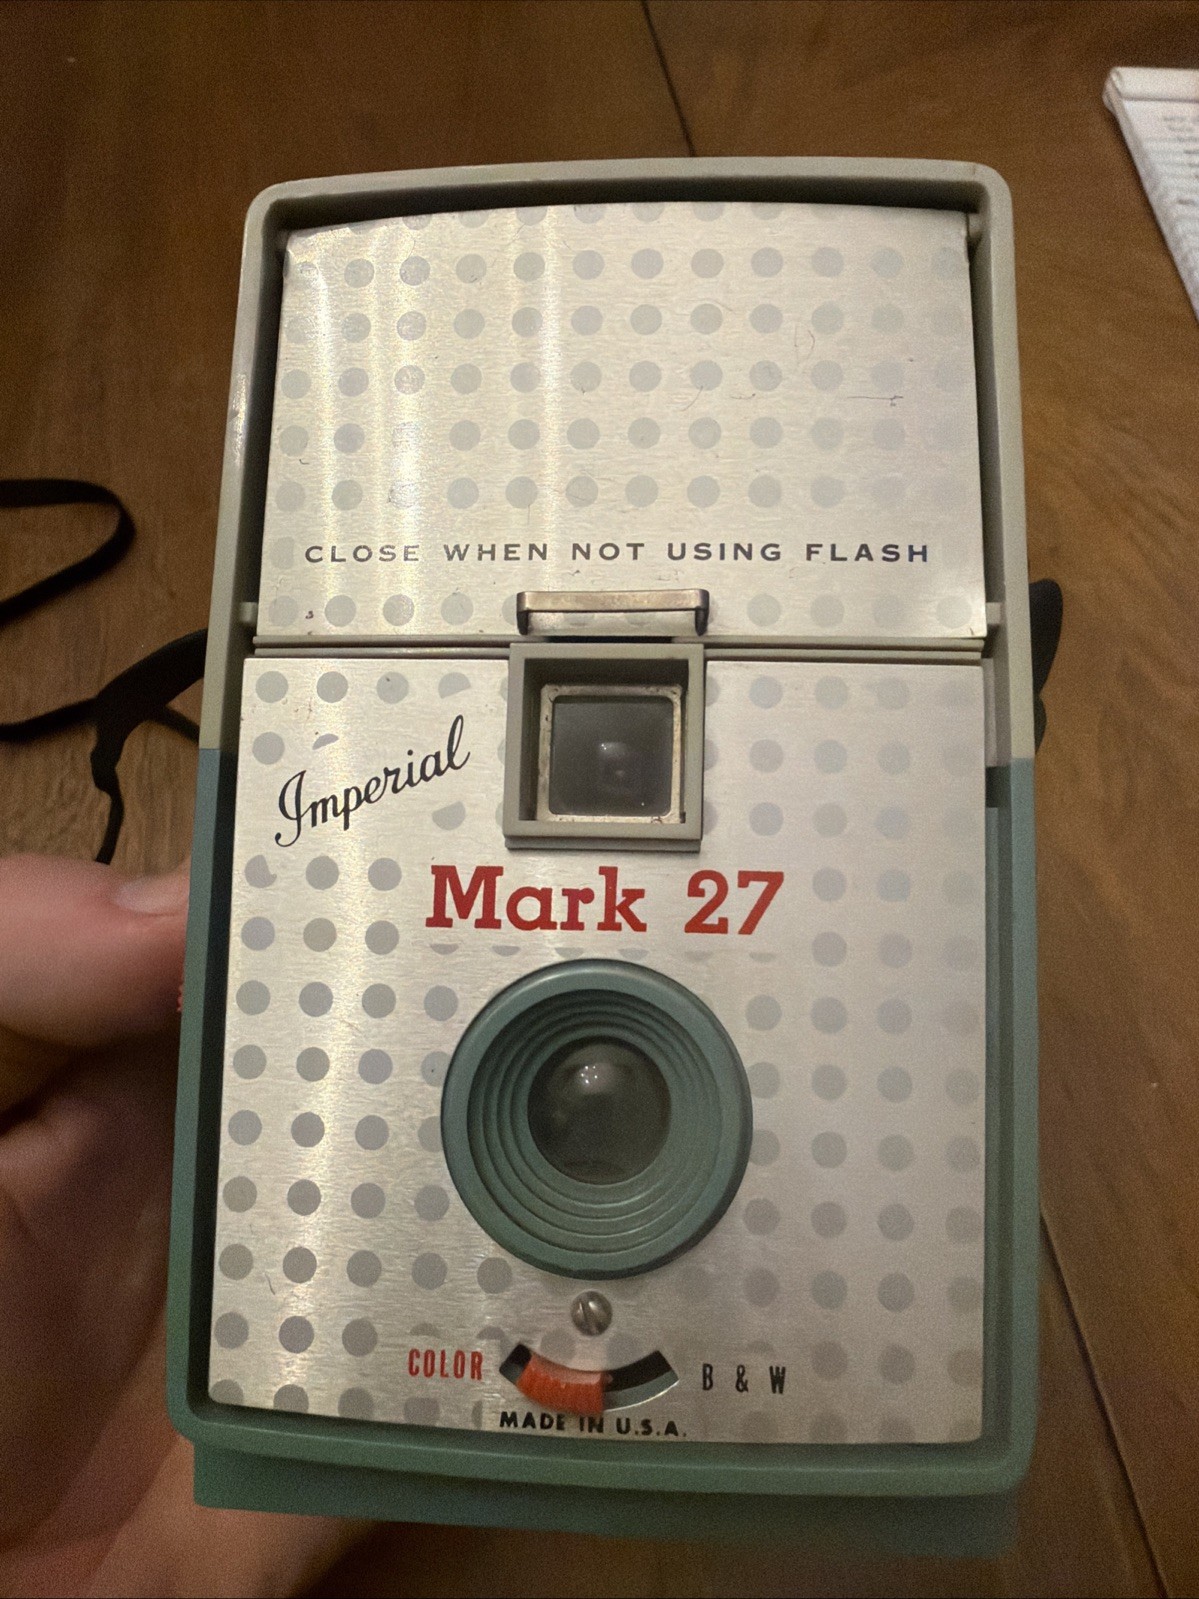 CLOSE WHEN NOT USING FLASH
Imperial
Mark 27
COLOR B & W
MADE IN U.S.A.